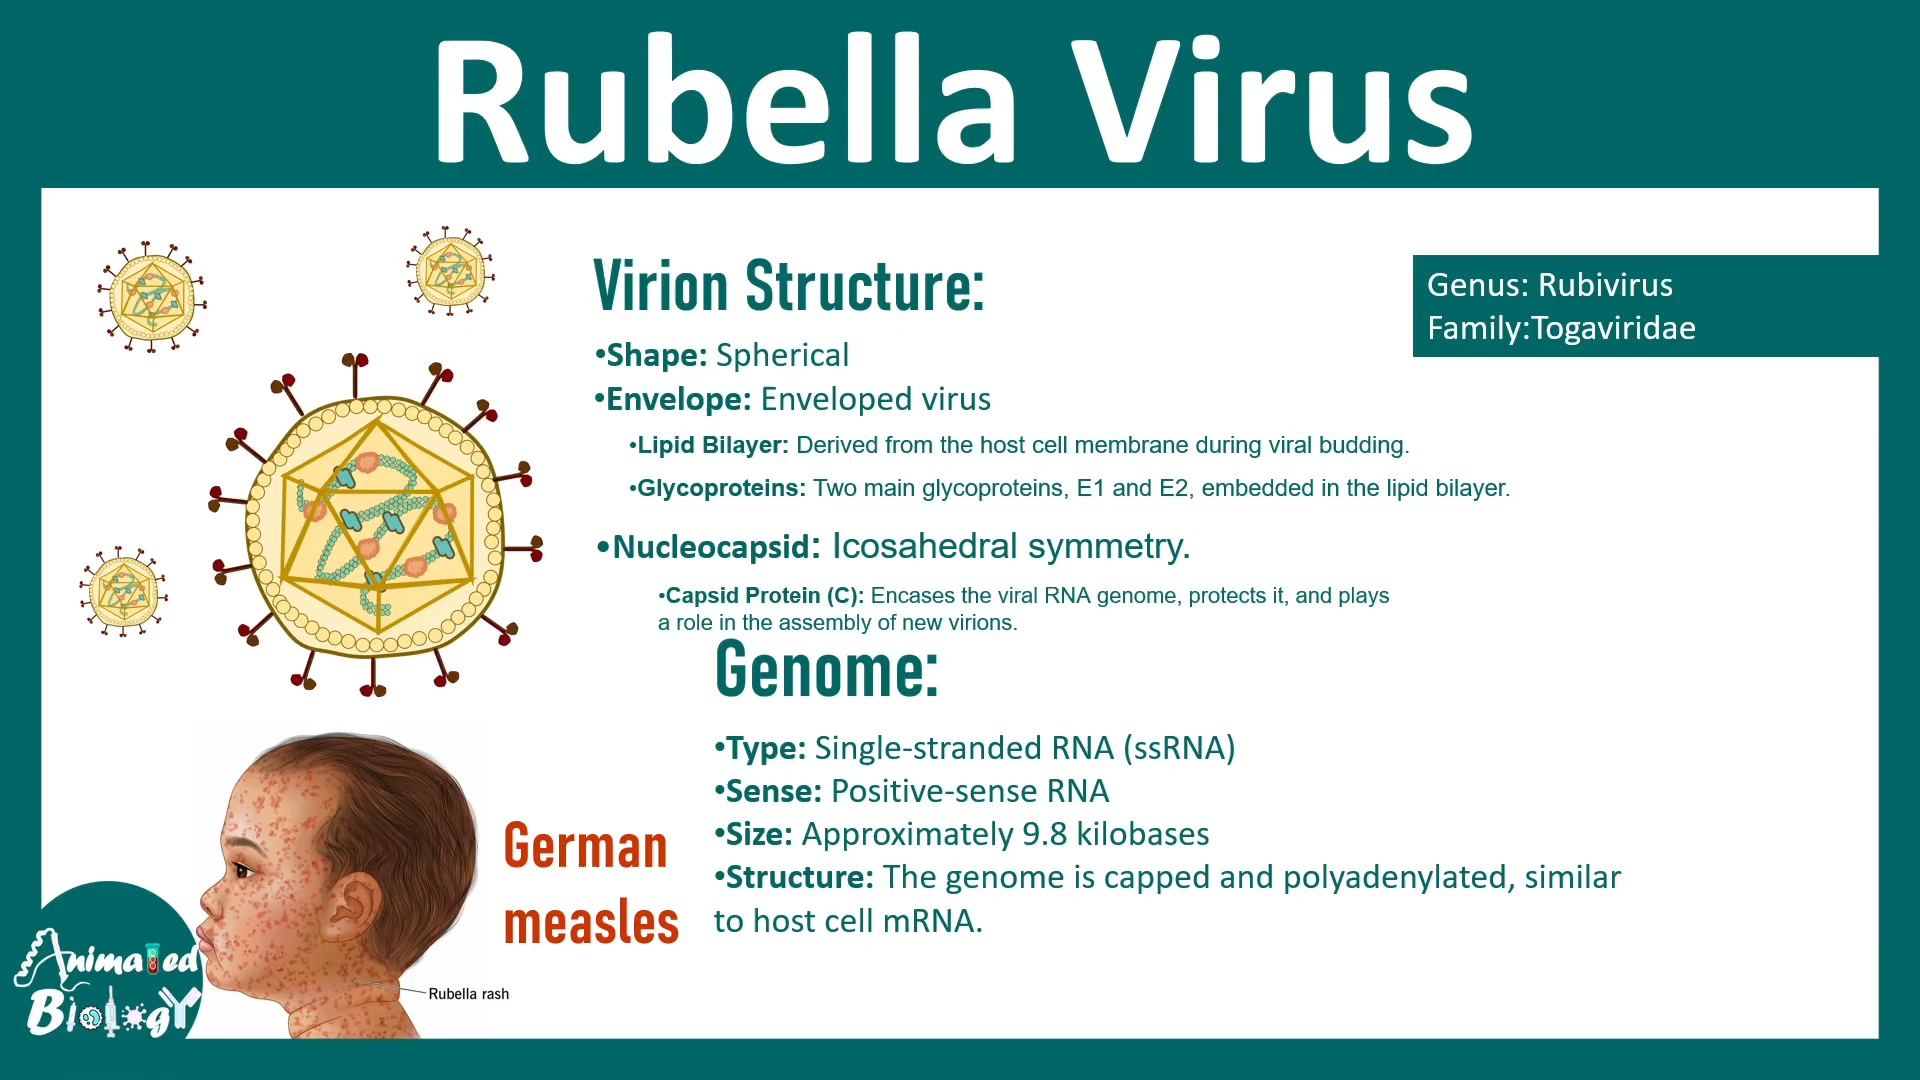 Rubella Virus
Virion Structure:
Genus: Rubivirus
Family:Togaviridae
•Shape: Spherical
•Envelope: Enveloped virus
•Lipid Bilayer: Derived from the host cell membrane during viral budding.
•Glycoproteins: Two main glycoproteins, E1 and E2, embedded in the lipid bilayer.
•Nucleocapsid: Icosahedral symmetry.
•Capsid Protein (C): Encases the viral RNA genome, protects it, and plays
a role in the assembly of new virions.
Genome:
•Type: Single-stranded RNA (ssRNA)
•Sense: Positive-sense RNA
•Size: Approximately 9.8 kilobases
•Structure: The genome is capped and polyadenylated, similar
to host cell mRNA.
German
measles
Rubella rash
Animated
Biology